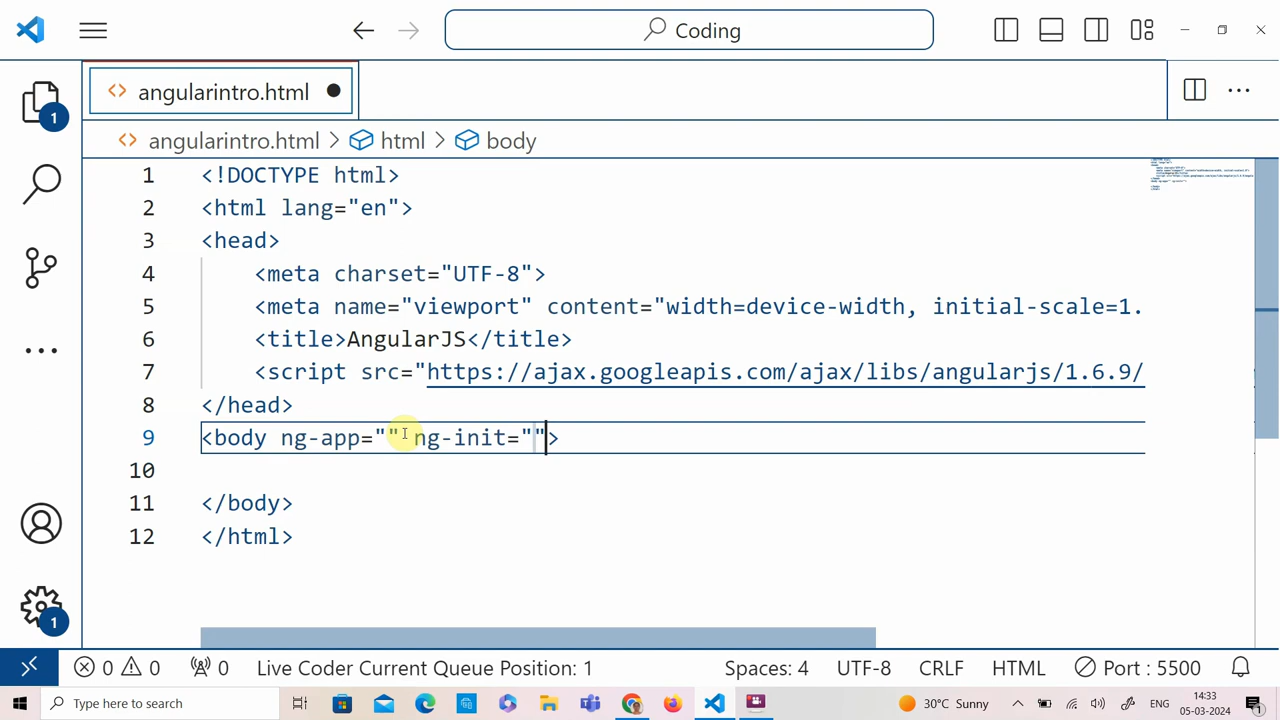 Coding
angularintro.html
angularintro.html > html > body
1 <!DOCTYPE html>
2 <html lang="en">
3 <head>
4 <meta charset="UTF-8">
5 <meta name="viewport" content="width=device-width, initial-scale=1.
6 <title>AngularJS</title>
7 <script src="https://ajax.googleapis.com/ajax/libs/angularjs/1.6.9/
8 </head>
9 <body ng-app="" ng-init="">
10
11 </body>
12 </html>
1
1
0 0 0 Live Coder Current Queue Position: 1 Spaces: 4 UTF-8 CRLF HTML Port : 5500
Type here to search 30°C Sunny ENG 14:33
05-03-2024
1